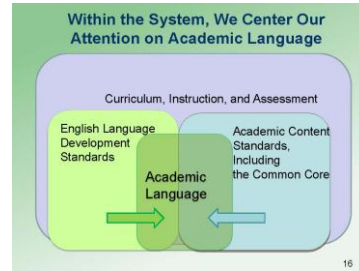 Within the System, We Center Our
Attention on Academic Language
Curriculum, Instruction, and Assessment
English Language
Development
Standards
Academic Content
Standards,
Including
the Common Core
Academic
Language
16